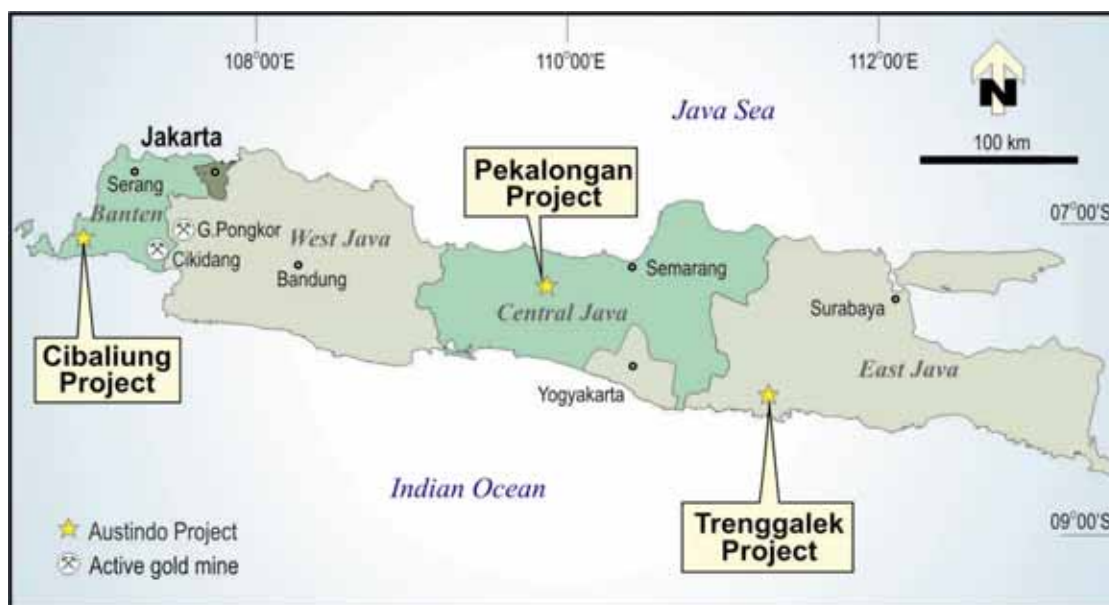 108°00'E
110°00'E
112°00'E
N
Java Sea
100 km
Jakarta
Pekalongan
Project
Serang
Banten
07°00'S
G.Pongkor
West Java
Cikidang
Bandung
Semarang
Central Java
Surabaya
Cibaliung
Project
East Java
Yogyakarta
Indian Ocean
Trenggalek
Project
09°00'S
Austindo Project
Active gold mine